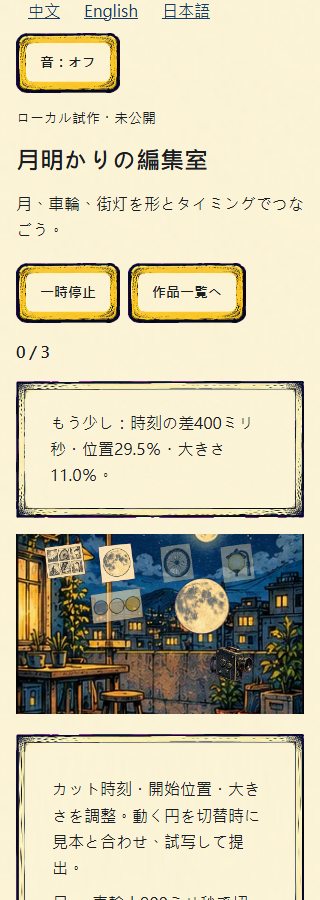 中文 English 日本語
音：オフ
ローカル試作・未公開
月明かりの編集室
月、車輪、街灯を形とタイミングでつな
ごう。
一時停止 作品一覧へ
0 / 3
もう少し：時刻の差400ミリ
秒・位置29.5%・大きさ
11.0%。
カット時刻・開始位置・大き
さを調整。動く円を切替時に
見本と合わせ、試写して提
出。